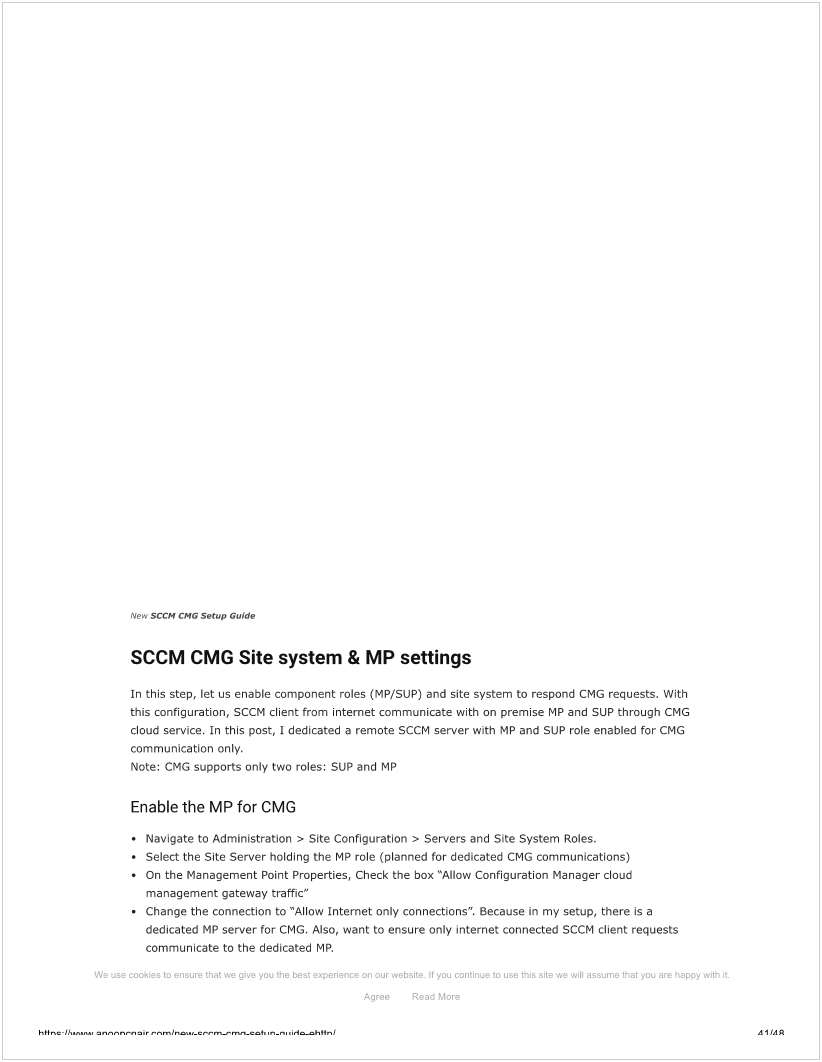 New SCCM CMG Setup Guide
SCCM CMG Site system & MP settings
In this step, let us enable component roles (MP/SUP) and site system to respond CMG requests. With
this configuration, SCCM client from internet communicate with on premise MP and SUP through CMG
cloud service. In this post, I dedicated a remote SCCM server with MP and SUP role enabled for CMG
communication only.
Note: CMG supports only two roles: SUP and MP
Enable the MP for CMG
• Navigate to Administration > Site Configuration > Servers and Site System Roles.
• Select the Site Server holding the MP role (planned for dedicated CMG communications)
• On the Management Point Properties, Check the box “Allow Configuration Manager cloud
management gateway traffic”
• Change the connection to “Allow Internet only connections”. Because in my setup, there is a
dedicated MP server for CMG. Also, want to ensure only internet connected SCCM client requests
communicate to the dedicated MP.
We use cookies to ensure that we give you the best experience on our website. If you continue to use this site we will assume that you are happy with it.
Agree Read More
https://www.anoopcnair.com/new-sccm-cmg-setup-guide-ehttp/ 41/48